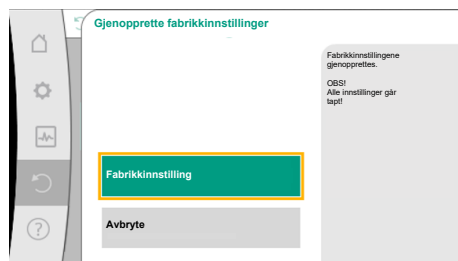 Gjenopprette fabrikkinnstillinger
Fabrikkinnstillingene
gjenopprettes.
OBS!
Alle innstillinger går
tapt!
Fabrikkinnstilling
Avbryte
?